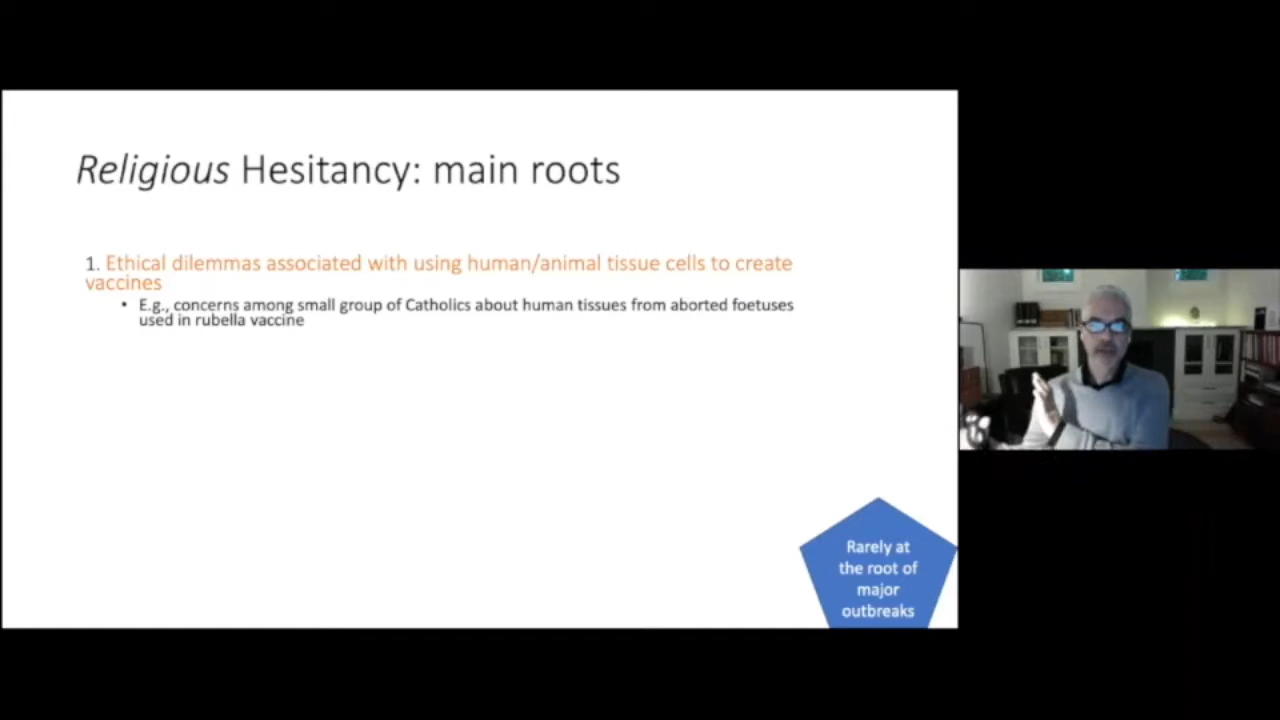 Religious Hesitancy: main roots
1. Ethical dilemmas associated with using human/animal tissue cells to create
vaccines
• E.g., concerns among small group of Catholics about human tissues from aborted foetuses
used in rubella vaccine
Rarely at
the root of
major
outbreaks